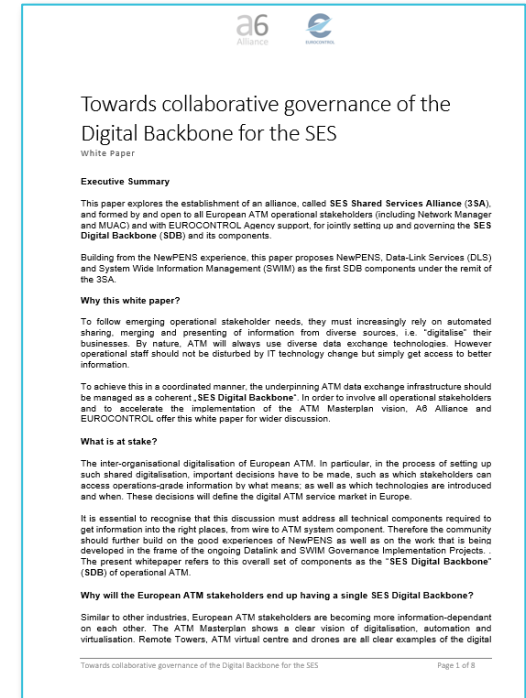 a6
Alliance
EUROCONTROL
Towards collaborative governance of the
Digital Backbone for the SES
White Paper
Executive Summary
This paper explores the establishment of an alliance, called SES Shared Services Alliance (3SA),
and formed by and open to all European ATM operational stakeholders (including Network Manager
and MUAC) and with EUROCONTROL Agency support, for jointly setting up and governing the SES
Digital Backbone (SDB) and its components.
Building from the NewPENS experience, this paper proposes NewPENS, Data-Link Services (DLS)
and System Wide Information Management (SWIM) as the first SDB components under the remit of
the 3SA.
Why this white paper?
To follow emerging operational stakeholder needs, they must increasingly rely on automated
sharing, merging and presenting of information from diverse sources, i.e. "digitalise" their
businesses. By nature, ATM will always use diverse data exchange technologies. However
operational staff should not be disturbed by IT technology change but simply get access to better
information.
To achieve this in a coordinated manner, the underpinning ATM data exchange infrastructure should
be managed as a coherent „SES Digital Backbone". In order to involve all operational stakeholders
and to accelerate the implementation of the ATM Masterplan vision, A6 Alliance and
EUROCONTROL offer this white paper for wider discussion.
What is at stake?
The inter-organisational digitalisation of European ATM. In particular, in the process of setting up
such shared digitalisation, important decisions have to be made, such as which stakeholders can
access operations-grade information by what means; as well as which technologies are introduced
and when. These decisions will define the digital ATM service market in Europe.
It is essential to recognise that this discussion must address all technical components required to
get information into the right places, from wire to ATM system component. Therefore the community
should further build on the good experiences of NewPENS as well as on the work that is being
developed in the frame of the ongoing Datalink and SWIM Governance Implementation Projects. .
The present whitepaper refers to this overall set of components as the "SES Digital Backbone"
(SDB) of operational ATM.
Why will the European ATM stakeholders end up having a single SES Digital Backbone?
Similar to other industries, European ATM stakeholders are becoming more information-dependant
on each other. The ATM Masterplan shows a clear vision of digitalisation, automation and
virtualisation. Remote Towers, ATM virtual centre and drones are all clear examples of the digital
Towards collaborative governance of the Digital Backbone for the SES Page 1 of 8